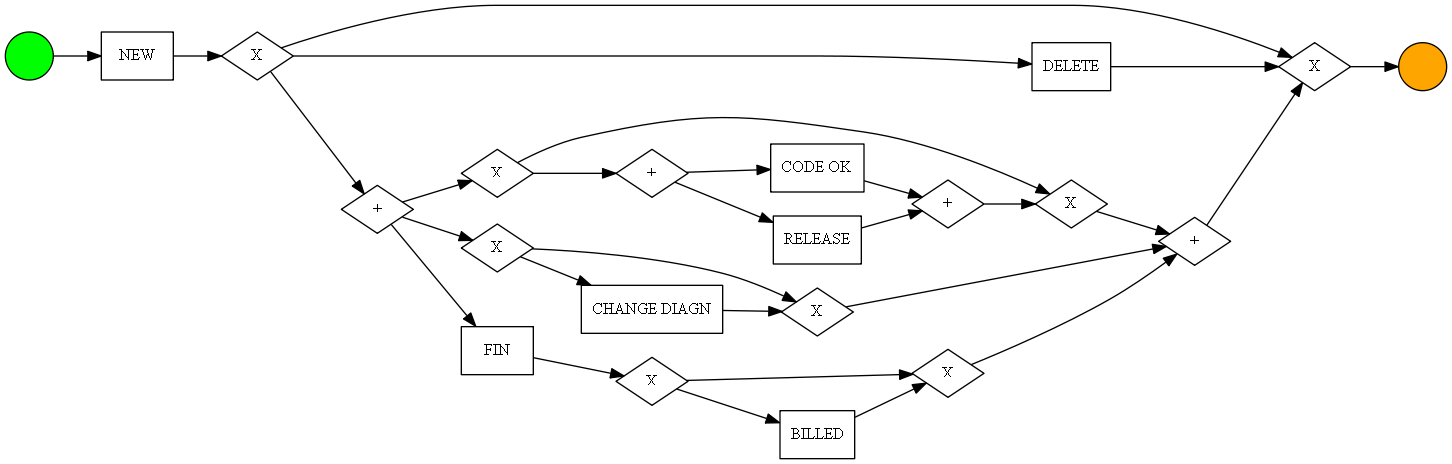 NEW
X
DELETE
X
+
X
+
CODE OK
RELEASE
+
X
+
X
CHANGE DIAGN
X
FIN
X
X
BILLED